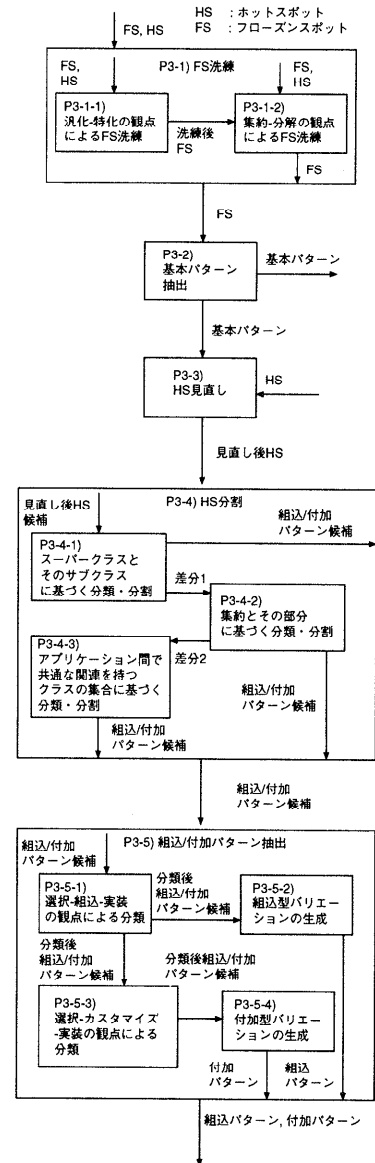 HS : ホットスポット
FS : フローズンスポット
FS, HS
P3-1) FS洗練
FS,
HS
FS,
HS
P3-1-1)
汎化-特化の観点
によるFS洗練
洗練後
FS
P3-1-2)
集約-分解の観点
によるFS洗練
FS
FS
P3-2)
基本パターン
抽出
基本パターン
基本パターン
P3-3)
HS見直し
HS
見直し後HS
見直し後HS
候補
P3-4) HS分割
組込/付加
パターン候補
P3-4-1)
スーパークラスと
そのサブクラス
に基づく分類・分割
差分1
P3-4-2)
集約とその部分
に基づく分類・分割
P3-4-3)
アプリケーション間で
共通な関連を持つ
クラスの集合に基づく
分類・分割
差分2
組込/付加
パターン候補
組込/付加
パターン候補
組込/付加
パターン候補
組込/付加
パターン候補
P3-5) 組込/付加パターン抽出
P3-5-1)
選択-組込-実装
の観点による分類
分類後
組込/付加
パターン候補
P3-5-2)
組込型バリエー
ションの生成
分類後
組込/付加
パターン候補
分類後組込/付加
パターン候補
P3-5-3)
選択-カスタマイズ
-実装の観点による
分類
P3-5-4)
付加型バリエー
ションの生成
付加
パターン
組込
パターン
組込パターン, 付加パターン